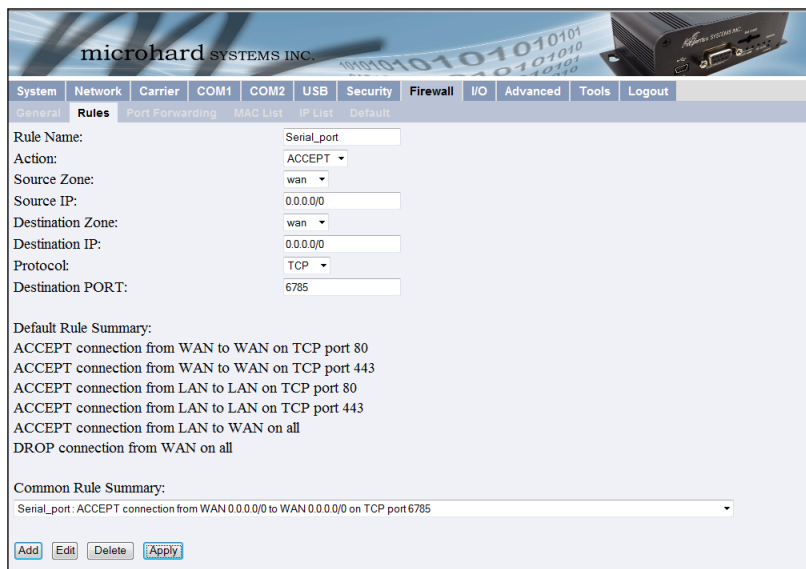 microhard SYSTEMS INC.
System Network Carrier COM1 COM2 USB Security Firewall I/O Advanced Tools Logout
General Rules Port Forwarding MAC List IP List Default
Rule Name: Serial_port
Action: ACCEPT
Source Zone: wan
Source IP: 0.0.0.0/0
Destination Zone: wan
Destination IP: 0.0.0.0/0
Protocol: TCP
Destination PORT: 6785
Default Rule Summary:
ACCEPT connection from WAN to WAN on TCP port 80
ACCEPT connection from WAN to WAN on TCP port 443
ACCEPT connection from LAN to LAN on TCP port 80
ACCEPT connection from LAN to LAN on TCP port 443
ACCEPT connection from LAN to WAN on all
DROP connection from WAN on all
Common Rule Summary:
Serial_port : ACCEPT connection from WAN 0.0.0.0/0 to WAN 0.0.0.0/0 on TCP port 6785
Add Edit Delete Apply